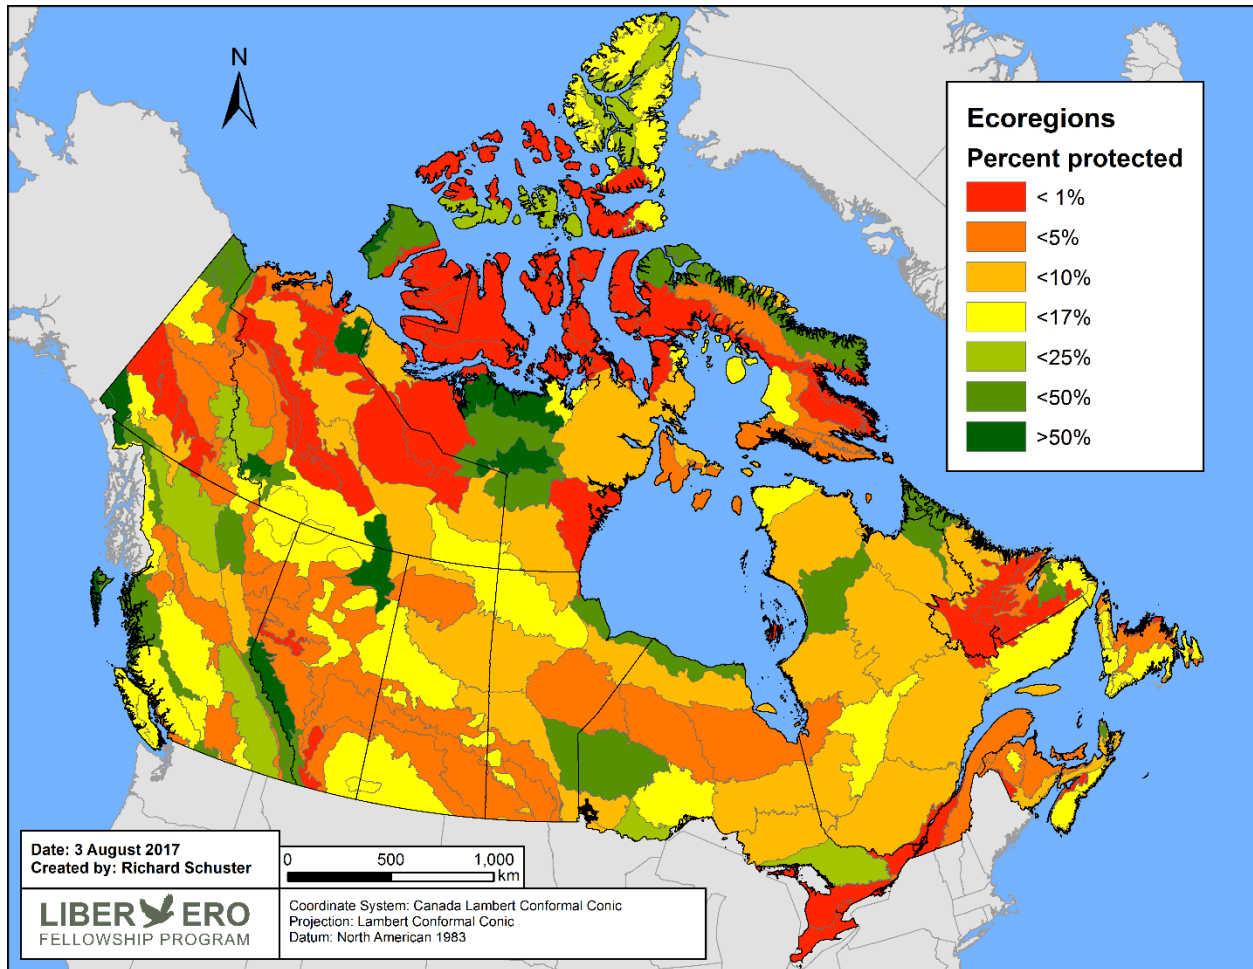 N
Ecoregions
Percent protected
< 1%
<5%
<10%
<17%
<25%
<50%
>50%
Date: 3 August 2017
Created by: Richard Schuster
0 500 1,000
km
LIBER ERO
FELLOWSHIP PROGRAM
Coordinate System: Canada Lambert Conformal Conic
Projection: Lambert Conformal Conic
Datum: North American 1983